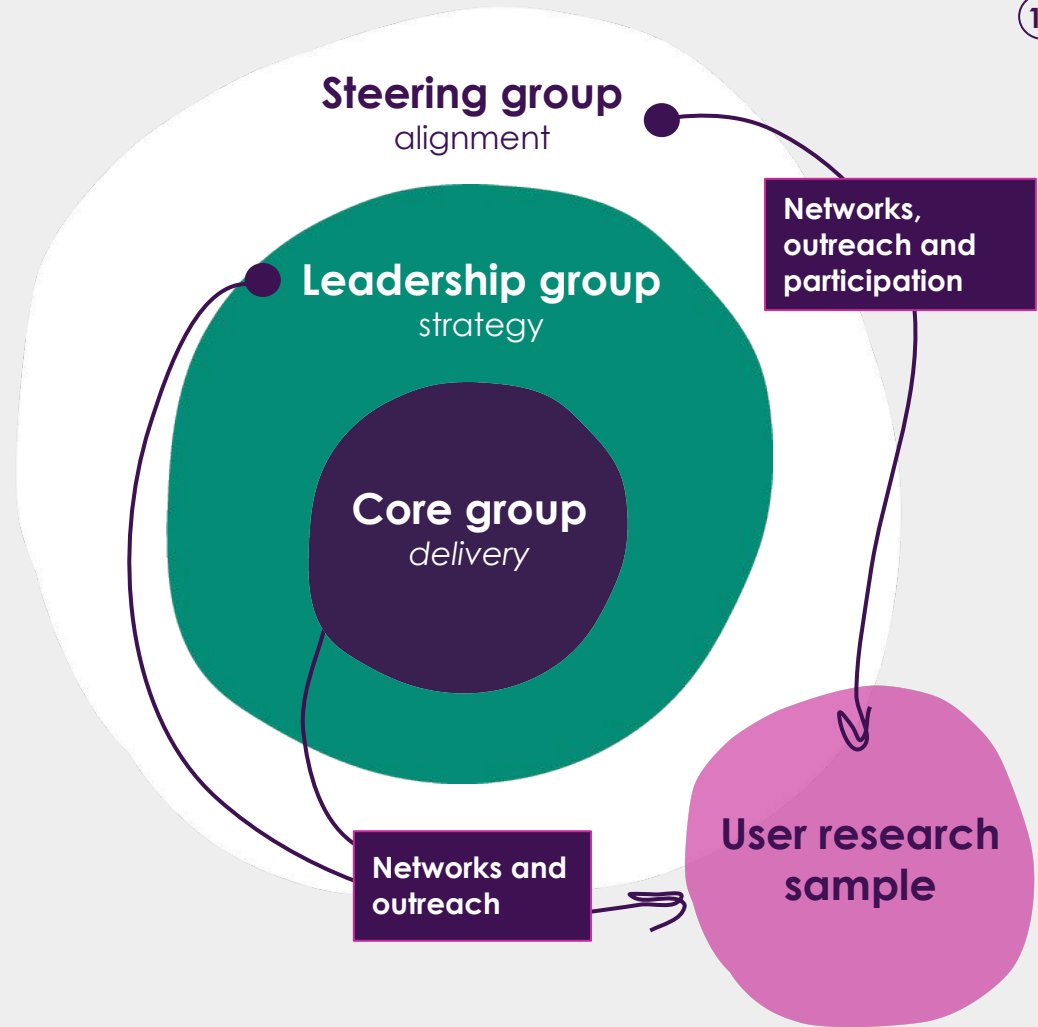 1
Steering group
alignment
Networks,
outreach and
participation
Leadership group
strategy
Core group
delivery
User research
sample
Networks and
outreach